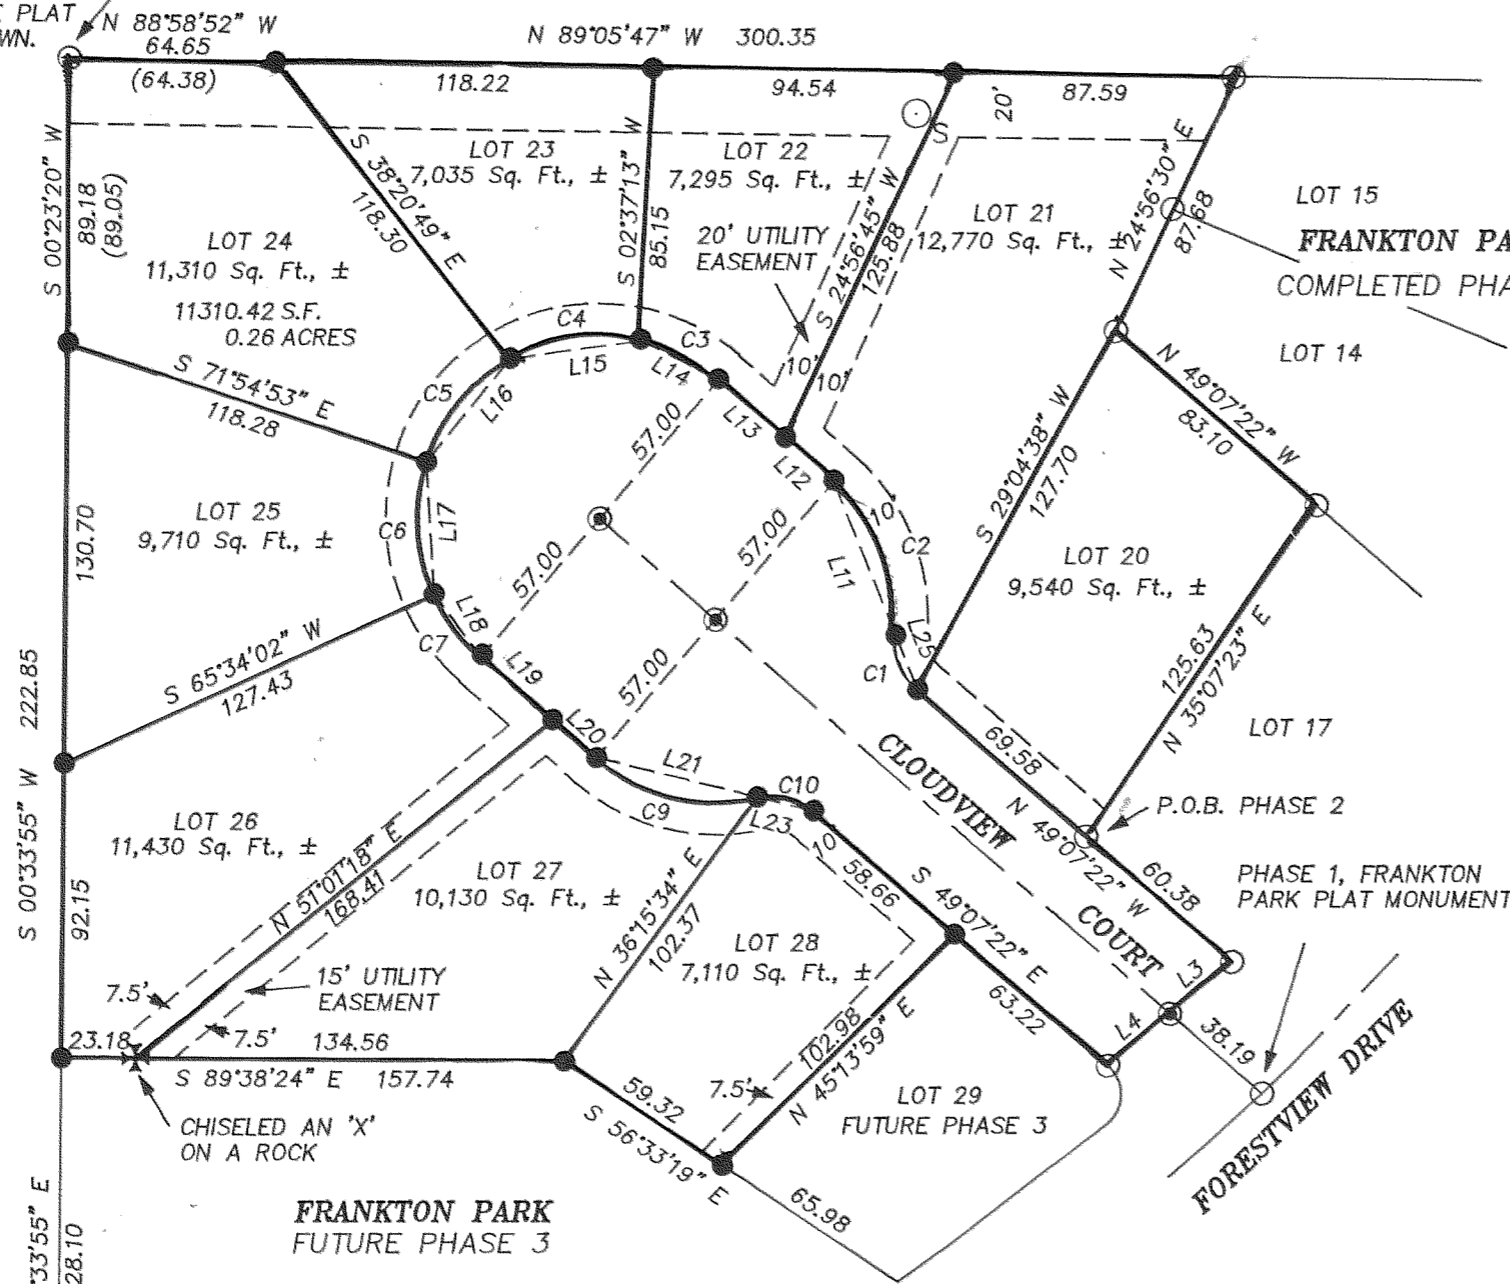 PLAT
WN.
N 88°58'52" W
64.65
(64.38)
N 89°05'47" W 300.35
118.22
94.54
87.59
20'
S
S 00°23'20" W
89.18
(89.05)
LOT 24
11,310 Sq. Ft., ±
11310.42 S.F.
0.26 ACRES
S 38°20'49" E
118.30
LOT 23
7,035 Sq. Ft., ±
S 02°37'13" W
85.15
LOT 22
7,295 Sq. Ft., ±
20' UTILITY
EASEMENT
S 24°56'45" W
125.88
LOT 21
12,770 Sq. Ft., ±
N 24°56'30" E
87.68
LOT 15
FRANKTON PA
COMPLETED PHA
LOT 14
N 49°07'22" W
83.10
S 71°54'53" E
118.28
C5
L16
C4
L15
C3
L14
L13
10'
10'
L12
57.00
S 29°04'38" W
127.70
LOT 25
9,710 Sq. Ft., ±
130.70
C6
L17
57.00
57.00
10'
L11
C2
LOT 20
9,540 Sq. Ft., ±
125.63
N 35°07'23" E
L18
C7
L19
57.00
C1
L25
S 65°34'02" W
127.43
S 00°33'55" W 222.85
LOT 17
69.58
N 49°07'22" W
60.38
CLOUDVIEW
COURT
P.O.B. PHASE 2
PHASE 1, FRANKTON
PARK PLAT MONUMENT
L20
L21
C9
C10
L23
10'
58.66
S 49°07'22" E
63.22
LOT 26
11,430 Sq. Ft., ±
92.15
N 51°01'18" E
168.41
LOT 27
10,130 Sq. Ft., ±
N 36°15'34" E
102.37
LOT 28
7,110 Sq. Ft., ±
L3
L4
38.19
FORESTVIEW DRIVE
7.5'
15' UTILITY
EASEMENT
23.18
7.5'
134.56
S 89°38'24" E 157.74
CHISELED AN 'X'
ON A ROCK
59.32
S 56°33'19" E
7.5'
102.98
N 45°13'59" E
LOT 29
FUTURE PHASE 3
65.98
FRANKTON PARK
FUTURE PHASE 3
°33'55" E
28.10